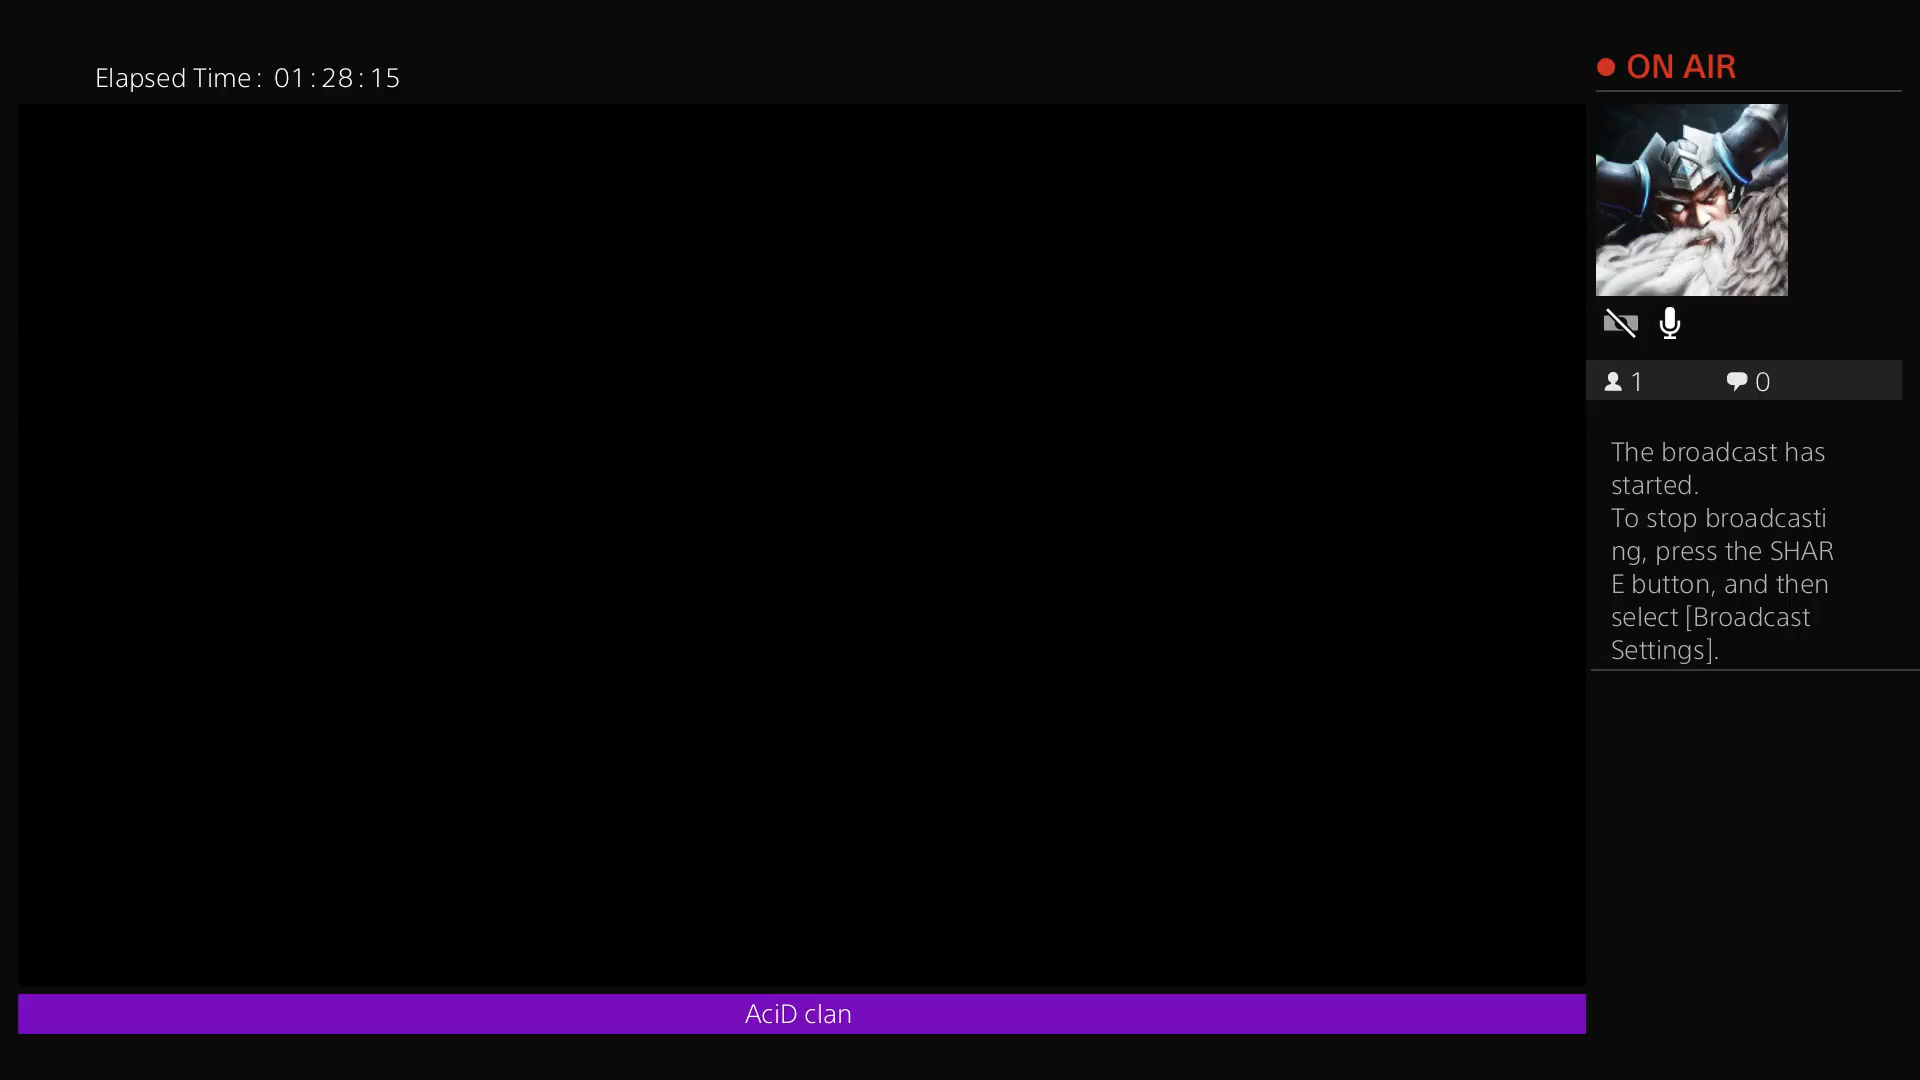 Elapsed Time: 01:28:15
ON AIR
1
0
The broadcast has
started.
To stop broadcasti
ng, press the SHAR
E button, and then
select [Broadcast
Settings].
AciD clan